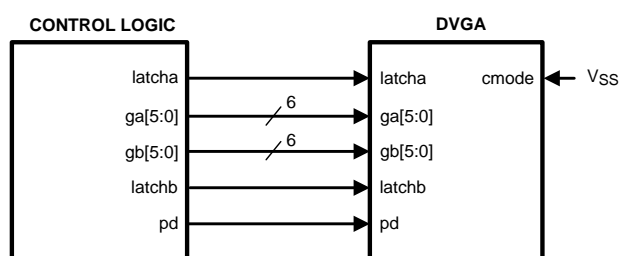 CONTROL LOGIC DVGA
latcha latcha cmode VSS
ga[5:0] 6 ga[5:0]
gb[5:0] 6 gb[5:0]
latchb latchb
pd pd